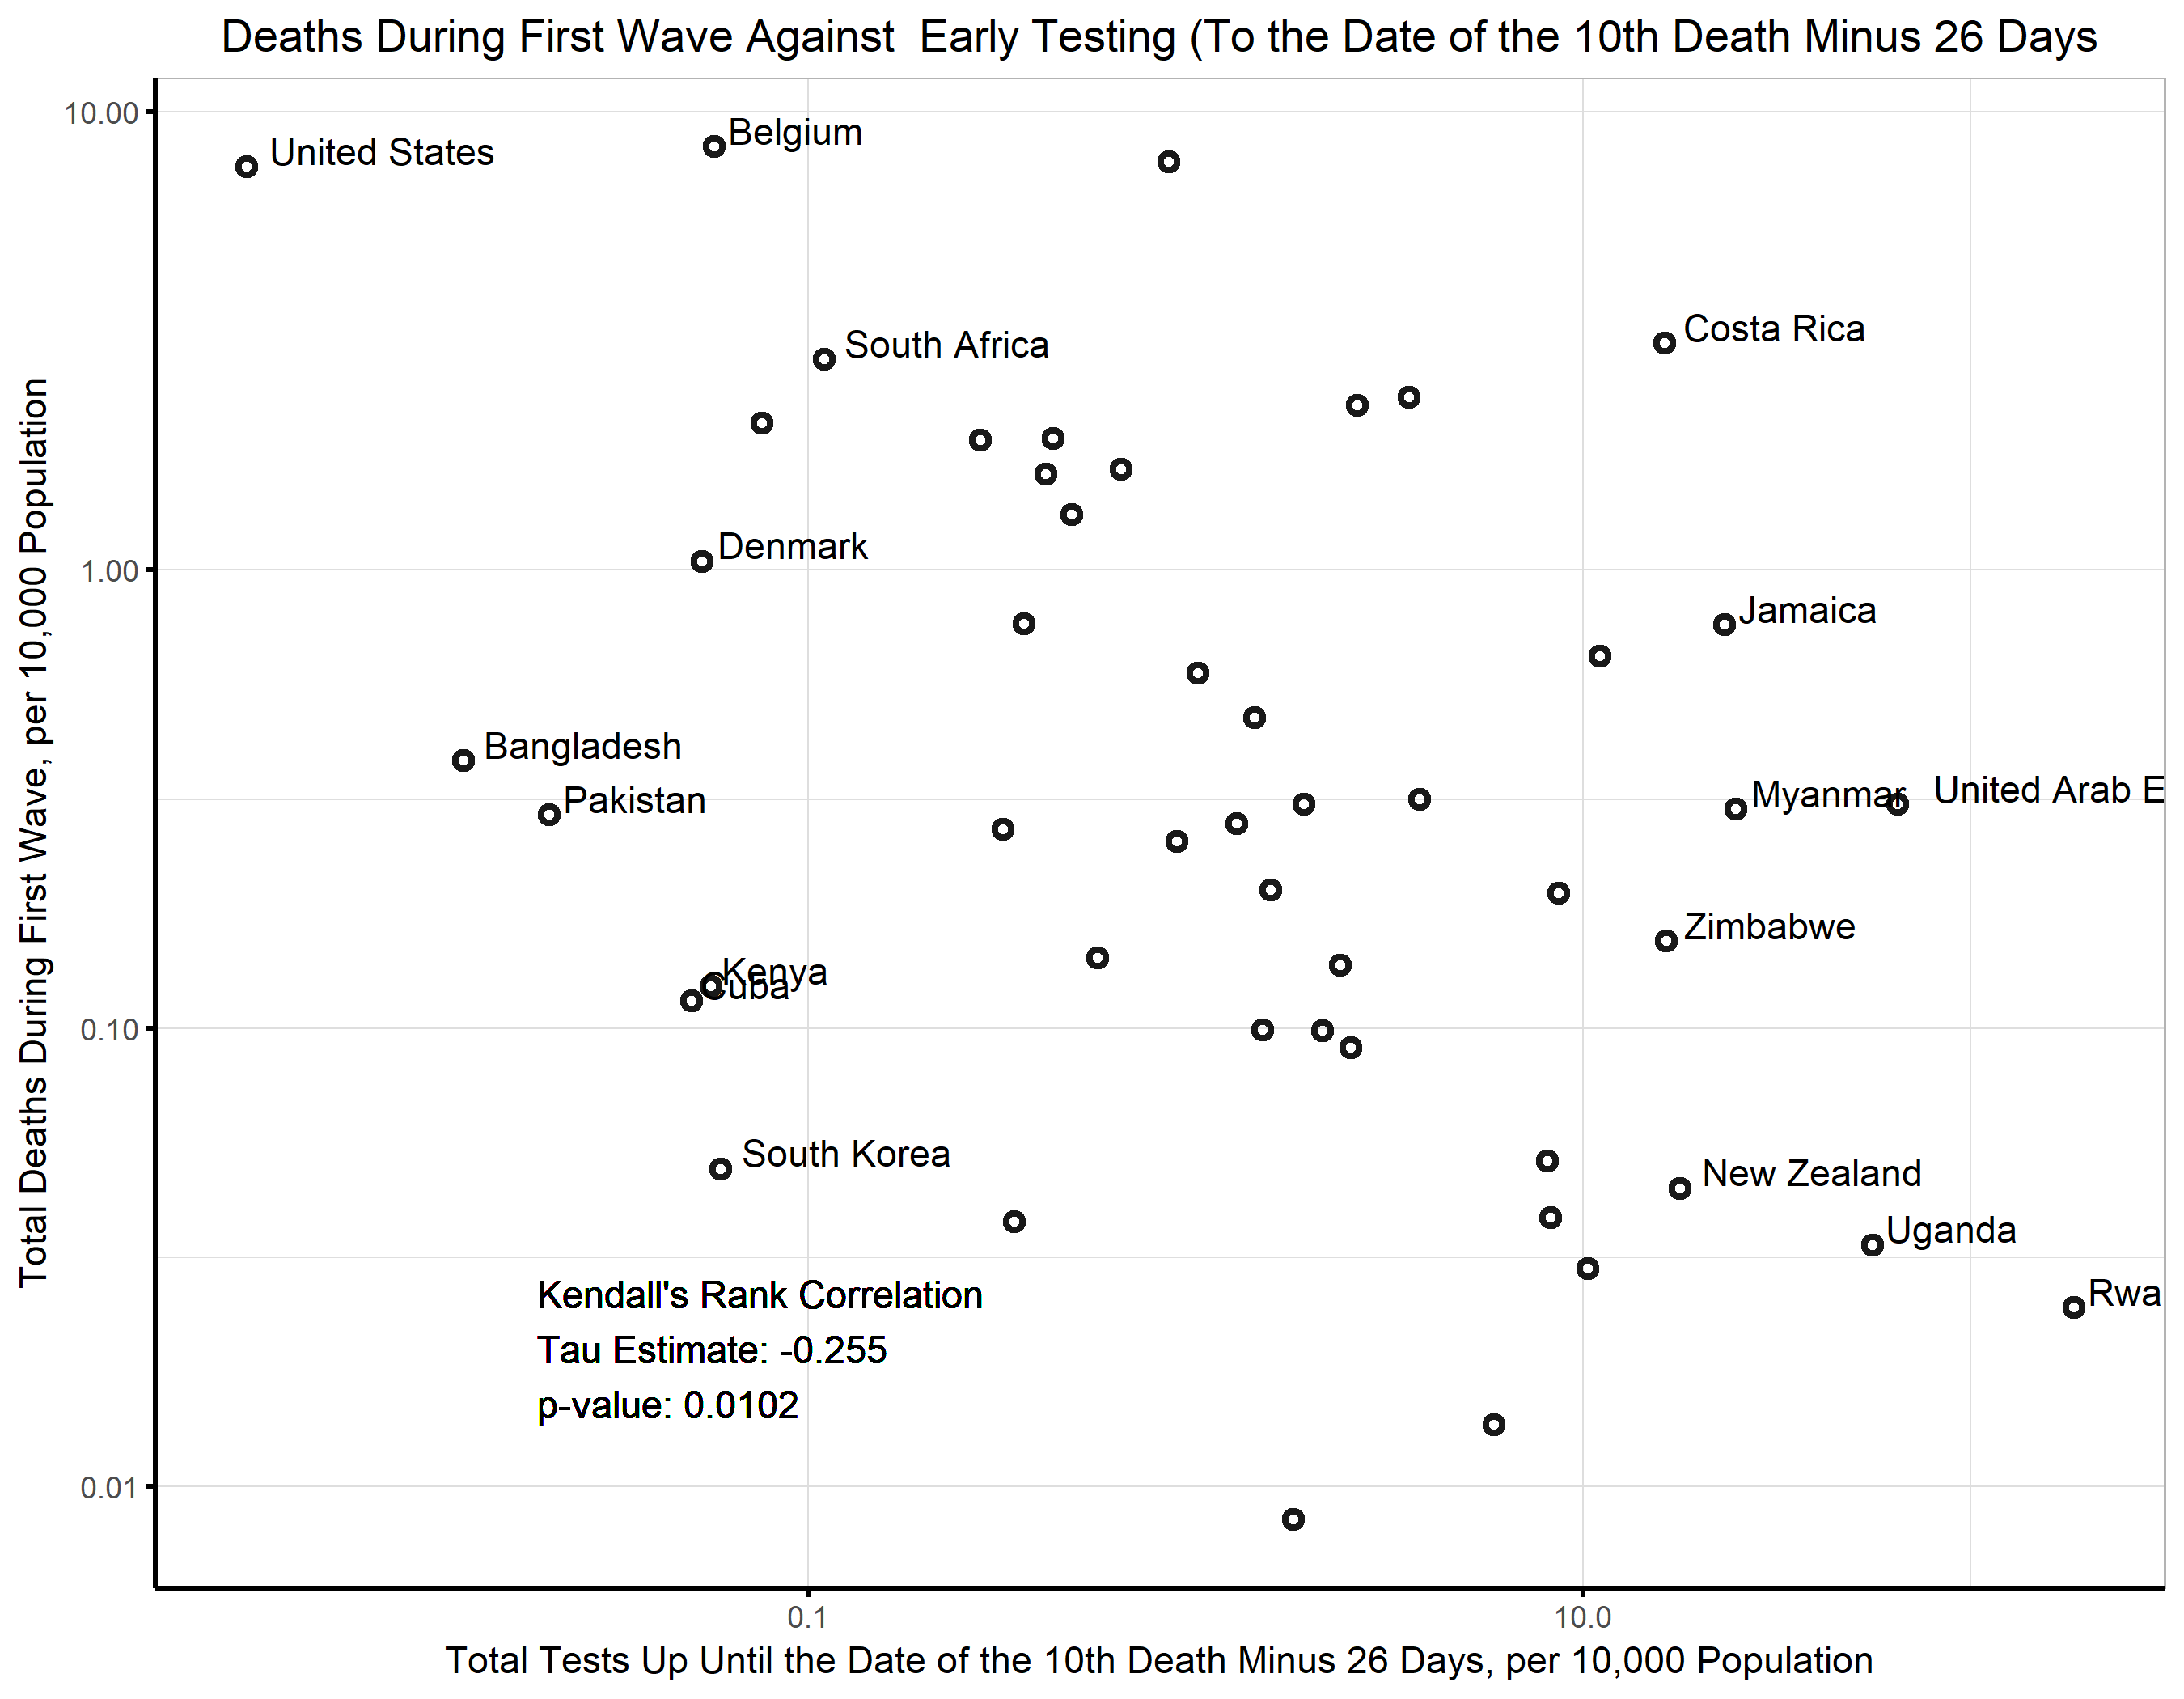 Deaths During First Wave Against  Early Testing (To the Date of the 10th Death Minus 26 Days
Total Deaths During First Wave, per 10,000 Population
10.00
1.00
0.10
0.01
United States
Belgium
South Africa
Costa Rica
Denmark
Jamaica
Bangladesh
Pakistan
Myanmar
United Arab E
Zimbabwe
Kenya
Cuba
South Korea
New Zealand
Uganda
Rwa
Kendall's Rank Correlation
Tau Estimate: -0.255
p-value: 0.0102
0.1
10.0
Total Tests Up Until the Date of the 10th Death Minus 26 Days, per 10,000 Population